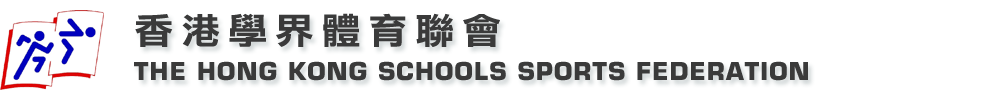 香港學界體育聯會
THE HONG KONG SCHOOLS SPORTS FEDERATION